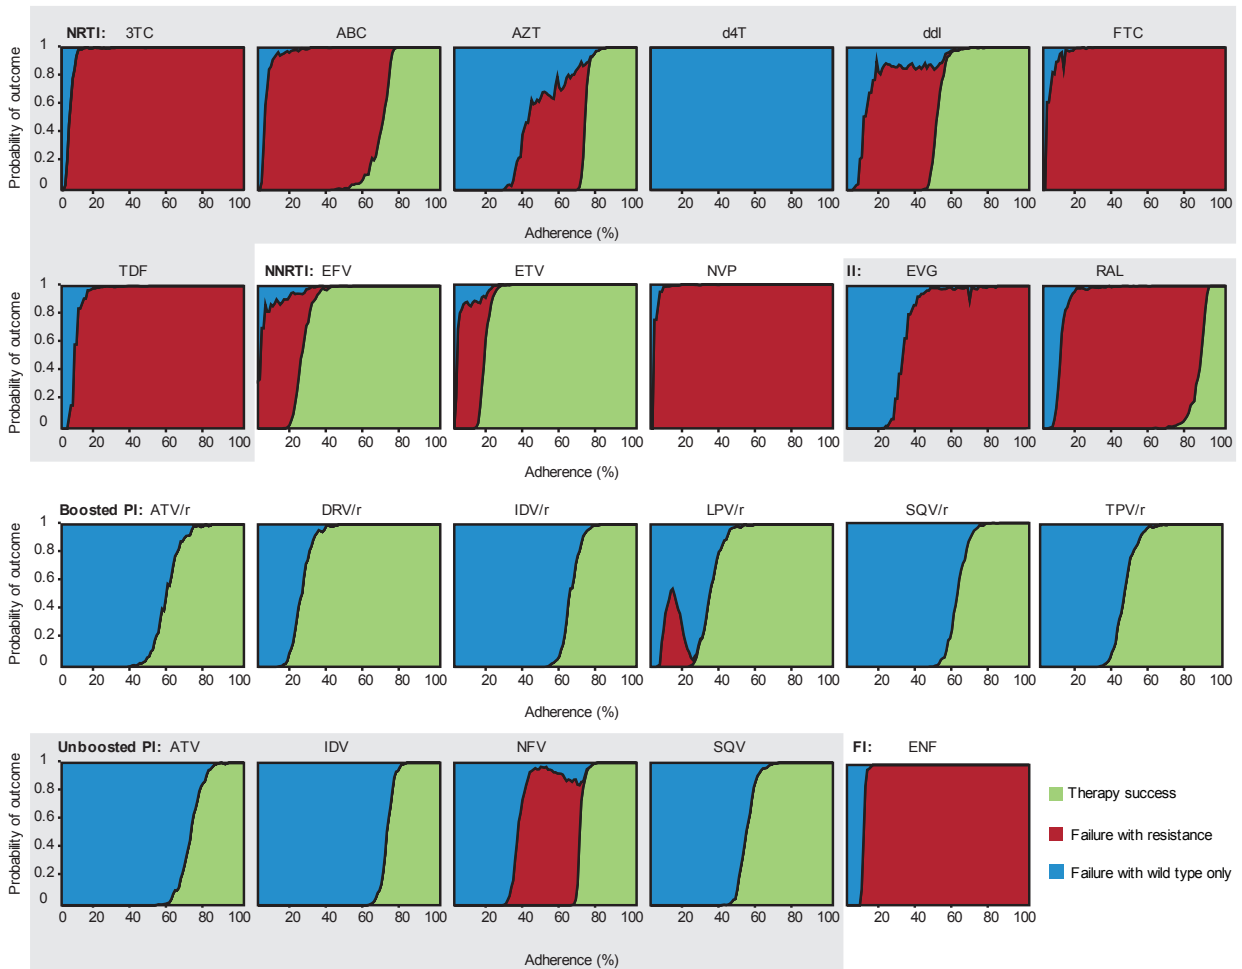 NRTI: 3TC ABC AZT d4T ddI FTC
Probability of outcome
1
0.8
0.6
0.4
0.2
0
0 20 40 60 80 100 20 40 60 80 100 20 40 60 80 100 20 40 60 80 100 20 40 60 80 100 20 40 60 80 100
Adherence (%)
TDF NNRTI: EFV ETV NVP II: EVG RAL
Probability of outcome
1
0.8
0.6
0.4
0.2
0
0 20 40 60 80 100 20 40 60 80 100 20 40 60 80 100 20 40 60 80 100 20 40 60 80 100 20 40 60 80 100
Adherence (%)
Boosted PI: ATV/r DRV/r IDV/r LPV/r SQV/r TPV/r
Probability of outcome
1
0.8
0.6
0.4
0.2
0
0 20 40 60 80 100 20 40 60 80 100 20 40 60 80 100 20 40 60 80 100 20 40 60 80 100 20 40 60 80 100
Adherence (%)
Unboosted PI: ATV IDV NFV SQV FI: ENF
Probability of outcome
1
0.8
0.6
0.4
0.2
0
0 20 40 60 80 100 20 40 60 80 100 20 40 60 80 100 20 40 60 80 100 20 40 60 80 100
Adherence (%)
Therapy success
Failure with resistance
Failure with wild type only